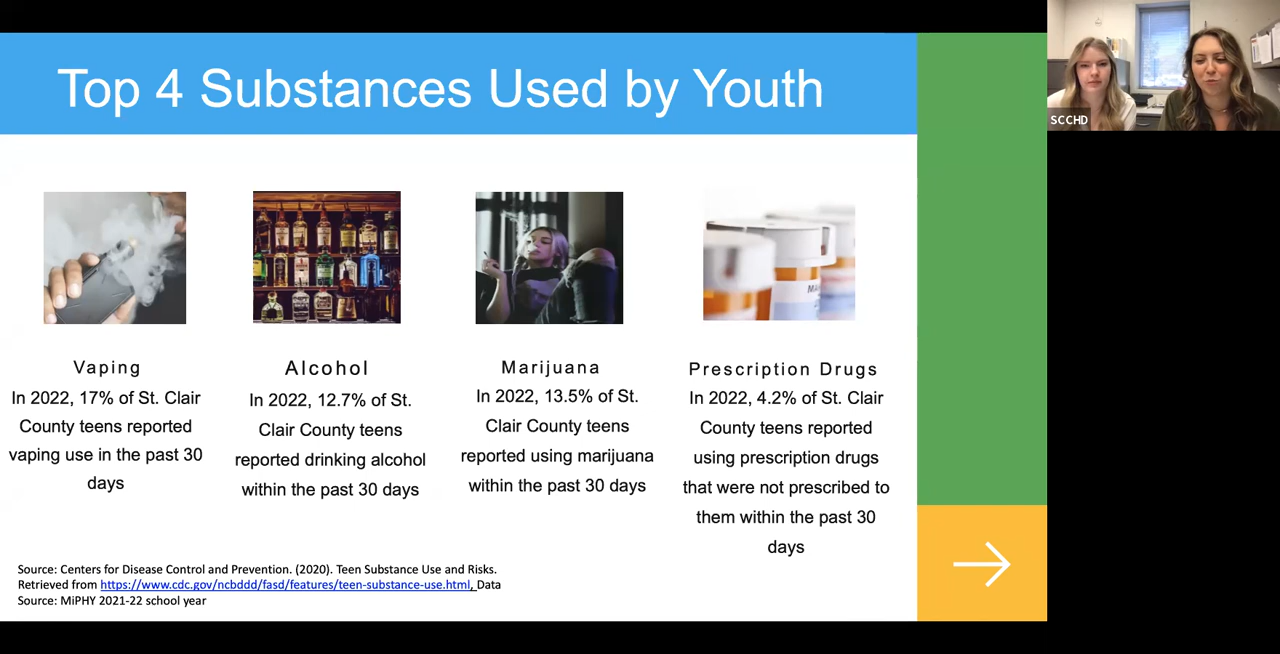 Top 4 Substances Used by Youth
SCCHD
Vaping
In 2022, 17% of St. Clair
County teens reported
vaping use in the past 30
days
Alcohol
In 2022, 12.7% of St.
Clair County teens
reported drinking alcohol
within the past 30 days
Marijuana
In 2022, 13.5% of St.
Clair County teens
reported using marijuana
within the past 30 days
Prescription Drugs
In 2022, 4.2% of St. Clair
County teens reported
using prescription drugs
that were not prescribed to
them within the past 30
days
Source: Centers for Disease Control and Prevention. (2020). Teen Substance Use and Risks.
Retrieved from https://www.cdc.gov/ncbddd/fasd/features/teen-substance-use.html, Data
Source: MiPHY 2021-22 school year